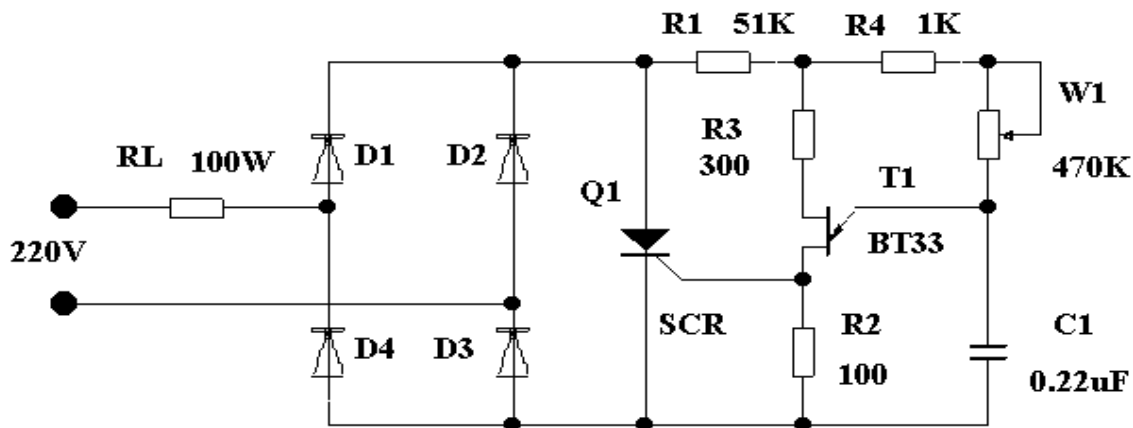 R1 51K R4 1K
W1
R3
300
RL 100W D1 D2
470K
Q1 T1
220V
BT33
SCR R2
100
D4 D3
C1
0.22uF